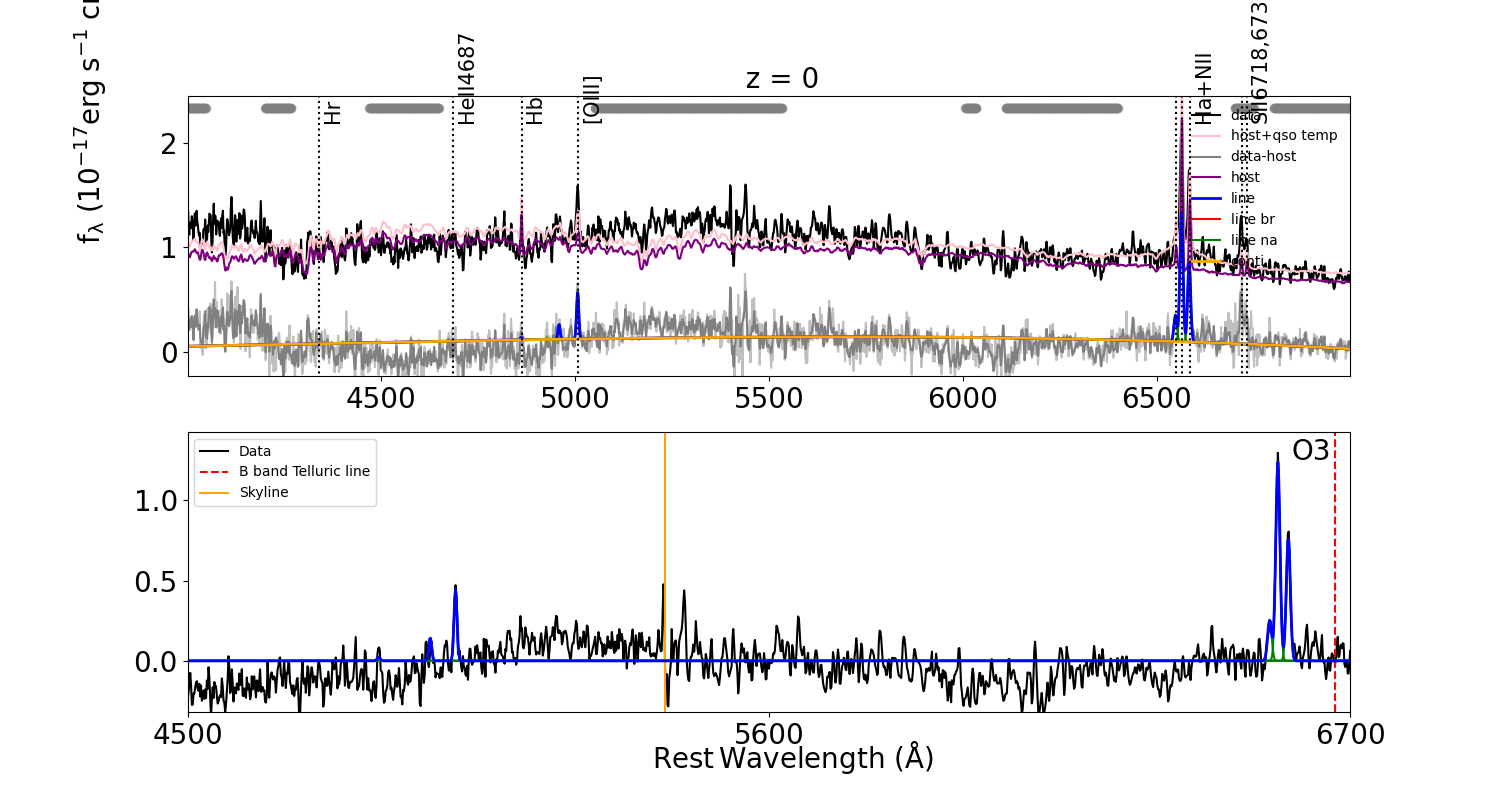 z = 0
fλ (10−17erg s−1 c
Hr
HeII4687
Hb
[OIII]
Ha+NII
SII6718,673
data
host+qso temp
data-host
host
line
line br
line na
conti
2
1
0
4500
5000
5500
6000
6500
Data
B band Telluric line
Skyline
O3
1.0
0.5
0.0
4500
5600
6700
Rest Wavelength (Å)